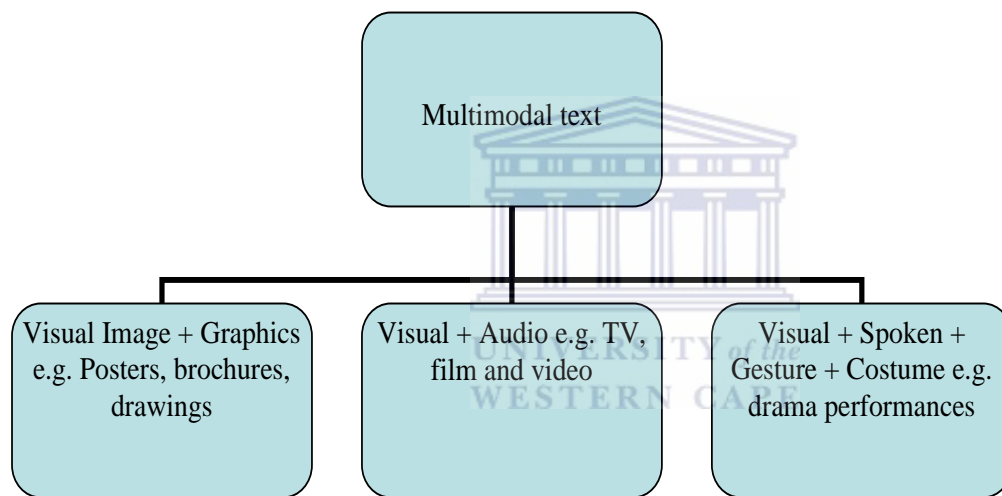 Multimodal text
Visual Image + Graphics
e.g. Posters, brochures,
drawings
Visual + Audio e.g. TV,
film and video
Visual + Spoken +
Gesture + Costume e.g.
drama performances
UNIVERSITY of the
WESTERN CAPE